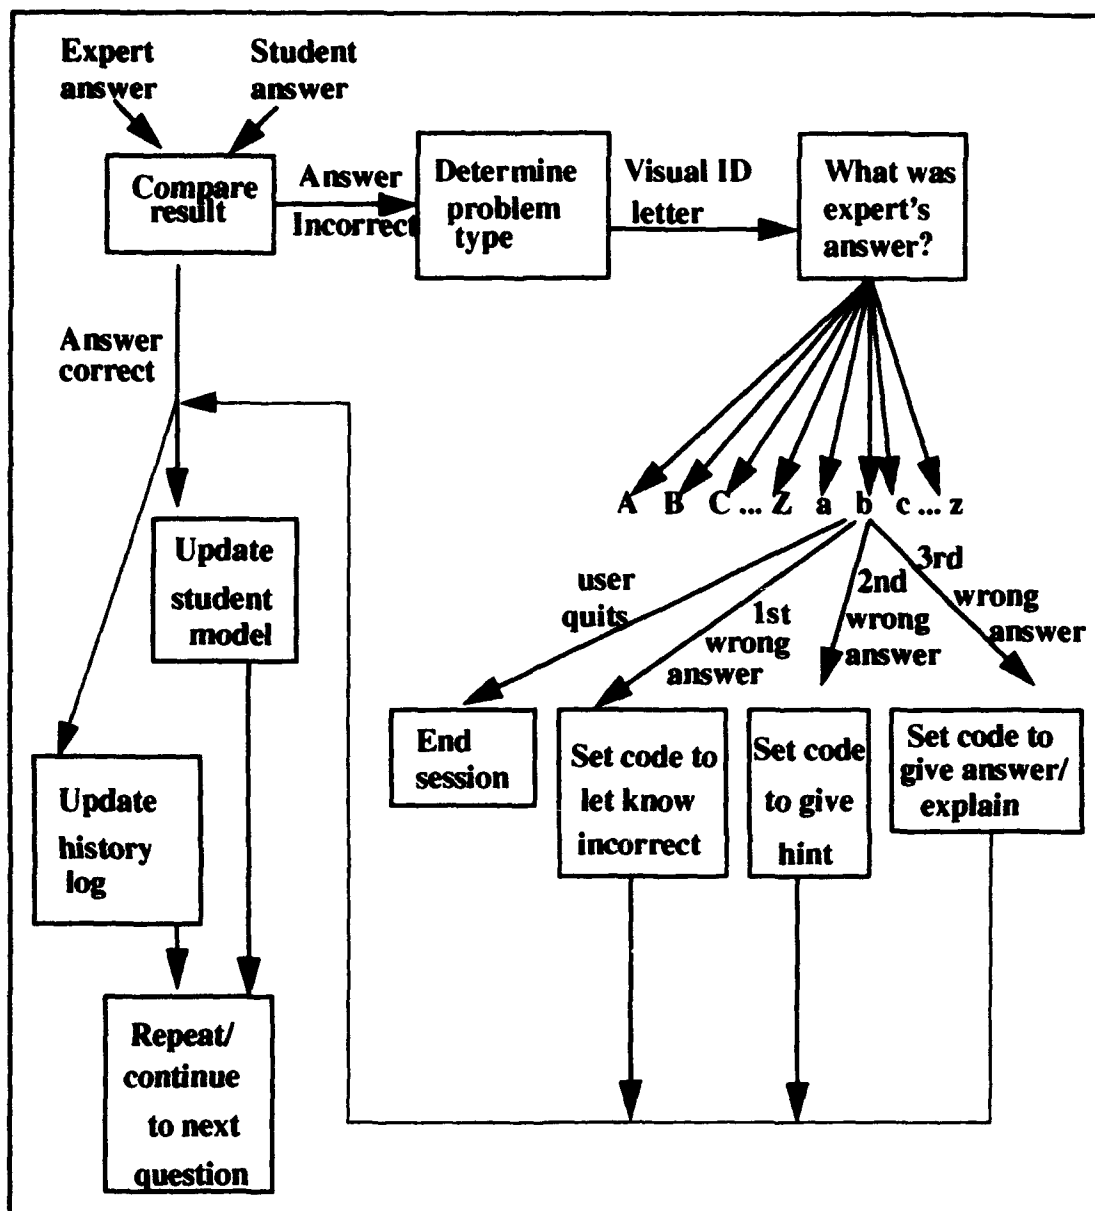 Expert
answer
Student
answer
Compare
result
Answer
Incorrect
Determine
problem
type
Visual ID
letter
What was
expert's
answer?
Answer
correct
A B C ... Z a b c ... z
user
quits
1st
wrong
answer
2nd
wrong
answer
3rd
wrong
answer
Update
student
model
End
session
Set code to
let know
incorrect
Set code
to give
hint
Set code to
give answer/
explain
Update
history
log
Repeat/
continue
to next
question